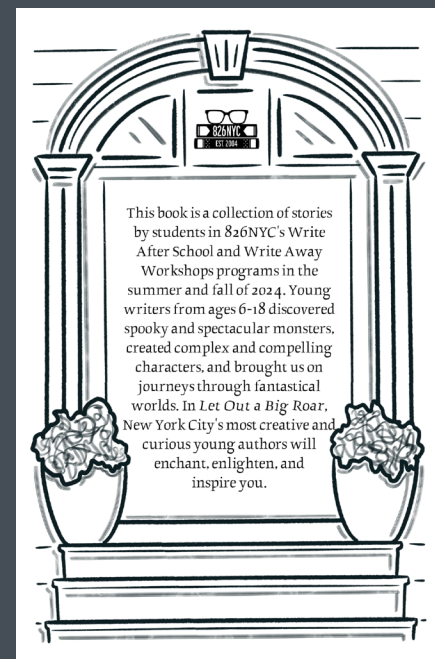 826NYC
EST 2004
This book is a collection of stories
by students in 826NYC's Write
After School and Write Away
Workshops programs in the
summer and fall of 2024. Young
writers from ages 6-18 discovered
spooky and spectacular monsters,
created complex and compelling
characters, and brought us on
journeys through fantastical
worlds. In Let Out a Big Roar,
New York City's most creative and
curious young authors will
enchant, enlighten, and
inspire you.